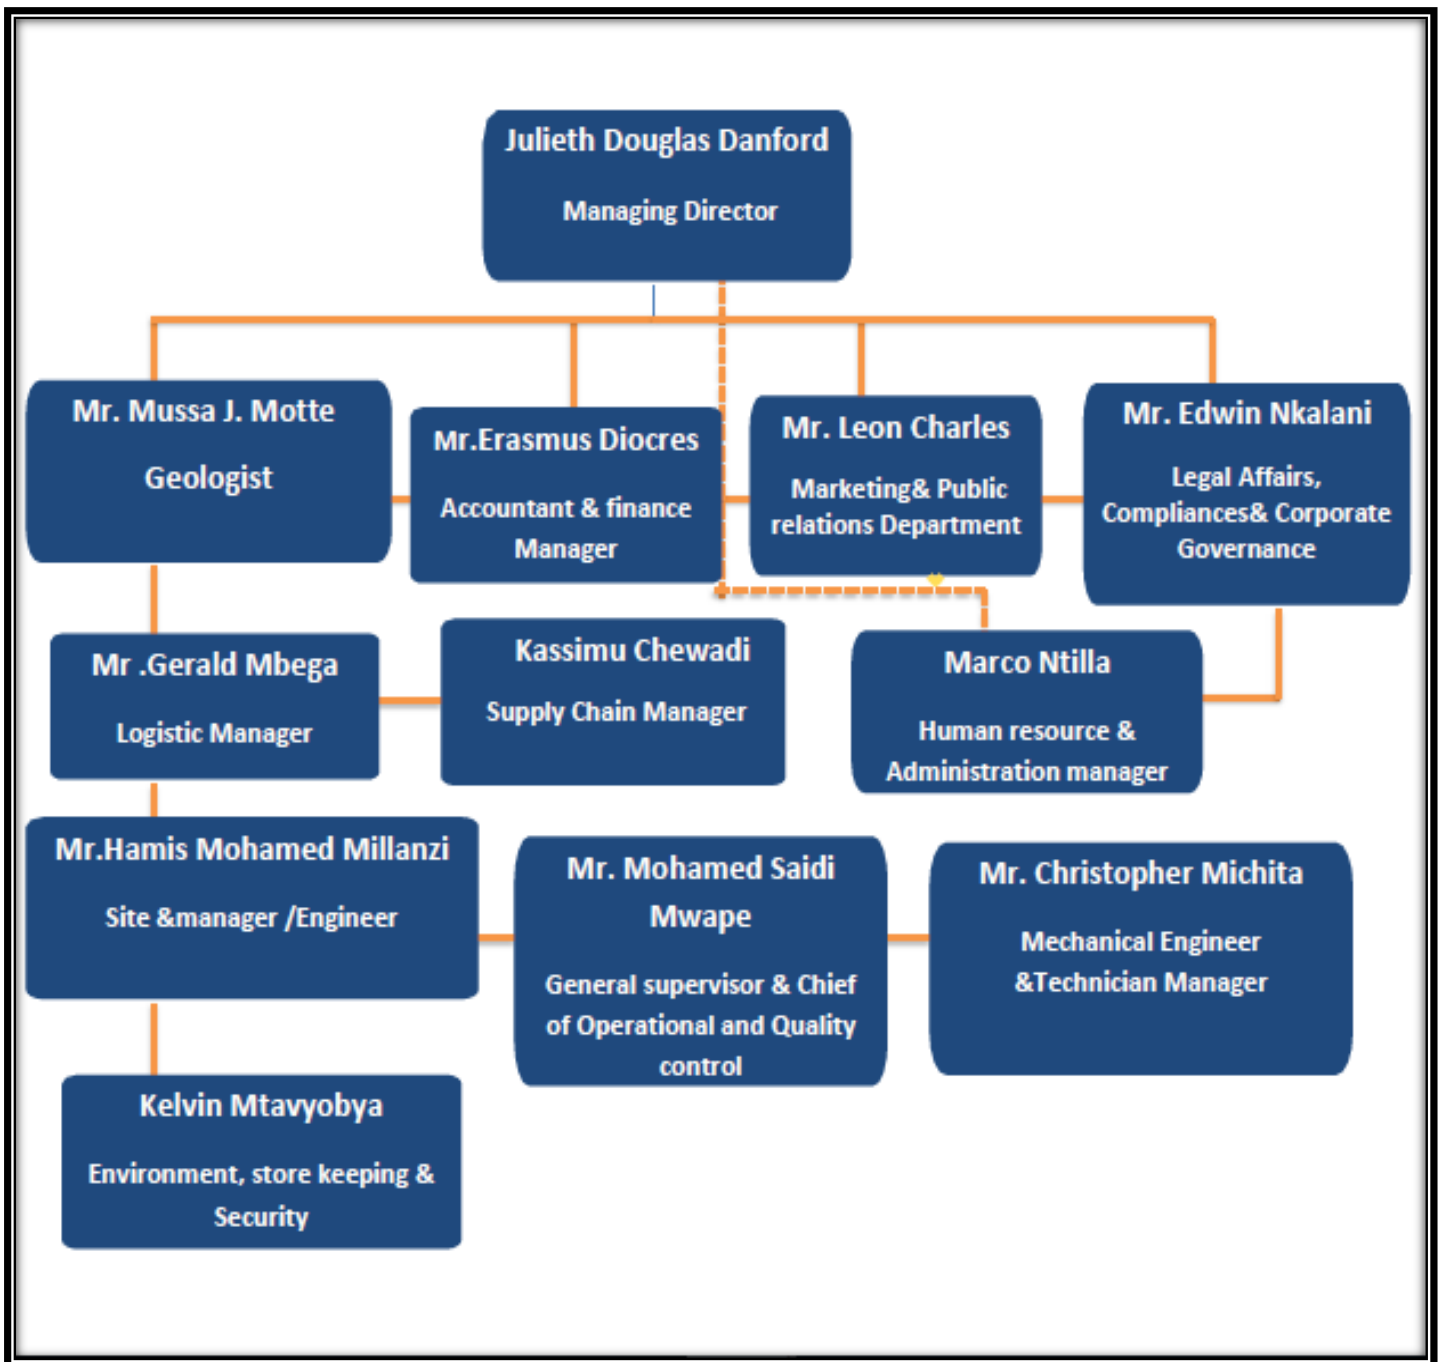 Julieth Douglas Danford
Managing Director
Mr. Mussa J. Motte
Geologist
Mr.Erasmus Diocres
Accountant & finance
Manager
Mr. Leon Charles
Marketing& Public
relations Department
Mr. Edwin Nkalani
Legal Affairs,
Compliances& Corporate
Governance
Mr .Gerald Mbega
Logistic Manager
Kassimu Chewadi
Supply Chain Manager
Marco Ntilla
Human resource &
Administration manager
Mr.Hamis Mohamed Millanzi
Site &manager /Engineer
Mr. Mohamed Saidi
Mwape
General supervisor & Chief
of Operational and Quality
control
Mr. Christopher Michita
Mechanical Engineer
&Technician Manager
Kelvin Mtavyobya
Environment, store keeping &
Security